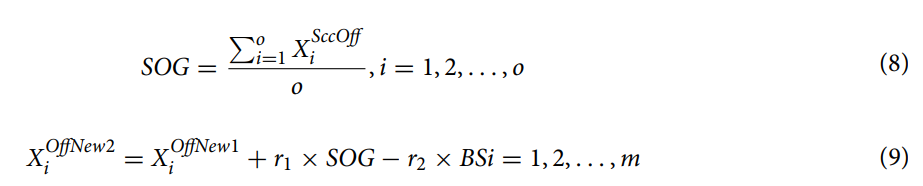 SOG = \frac{\sum_{i=1}^{o} X_i^{SccOff}}{o}, i = 1, 2, . . . , o (8)
X_i^{OffNew2} = X_i^{OffNew1} + r_1 × SOG − r_2 × BSi = 1, 2, . . . , m (9)